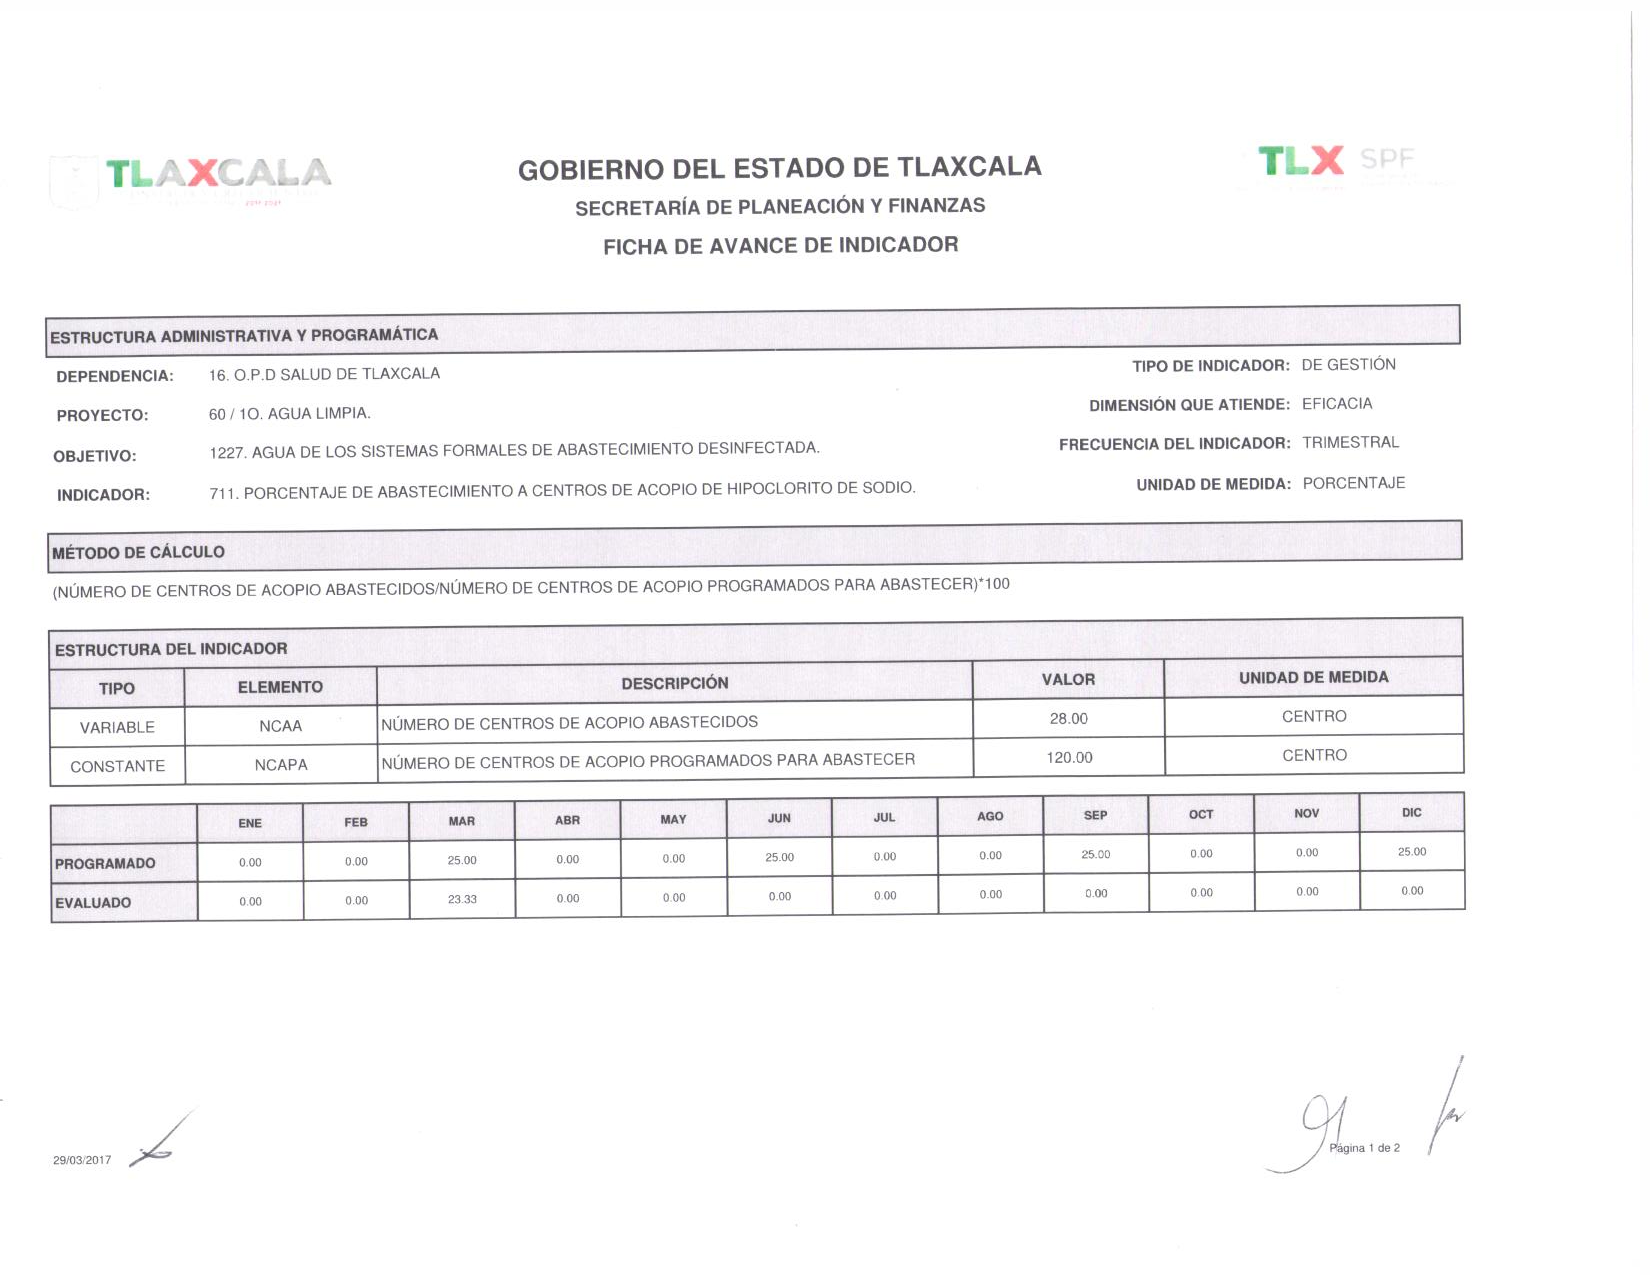 TLAXCALA
TLX SPF
GOBIERNO DEL ESTADO DE TLAXCALA
SECRETARÍA DE PLANEACIÓN Y FINANZAS
FICHA DE AVANCE DE INDICADOR
ESTRUCTURA ADMINISTRATIVA Y PROGRAMÁTICA
DEPENDENCIA: 16. O.P.D SALUD DE TLAXCALA TIPO DE INDICADOR: DE GESTIÓN
PROYECTO: 60 / 1O. AGUA LIMPIA. DIMENSIÓN QUE ATIENDE: EFICACIA
OBJETIVO: 1227. AGUA DE LOS SISTEMAS FORMALES DE ABASTECIMIENTO DESINFECTADA. FRECUENCIA DEL INDICADOR: TRIMESTRAL
INDICADOR: 711. PORCENTAJE DE ABASTECIMIENTO A CENTROS DE ACOPIO DE HIPOCLORITO DE SODIO. UNIDAD DE MEDIDA: PORCENTAJE
MÉTODO DE CÁLCULO
(NÚMERO DE CENTROS DE ACOPIO ABASTECIDOS/NÚMERO DE CENTROS DE ACOPIO PROGRAMADOS PARA ABASTECER)*100
ESTRUCTURA DEL INDICADOR
TIPO ELEMENTO DESCRIPCIÓN VALOR UNIDAD DE MEDIDA
VARIABLE NCAA NÚMERO DE CENTROS DE ACOPIO ABASTECIDOS 28.00 CENTRO
CONSTANTE NCAPA NÚMERO DE CENTROS DE ACOPIO PROGRAMADOS PARA ABASTECER 120.00 CENTRO
ENE FEB MAR ABR MAY JUN JUL AGO SEP OCT NOV DIC
PROGRAMADO 0.00 0.00 25.00 0.00 0.00 25.00 0.00 0.00 25.00 0.00 0.00 25.00
EVALUADO 0.00 0.00 23.33 0.00 0.00 0.00 0.00 0.00 0.00 0.00 0.00 0.00
29/03/2017
Página 1 de 2